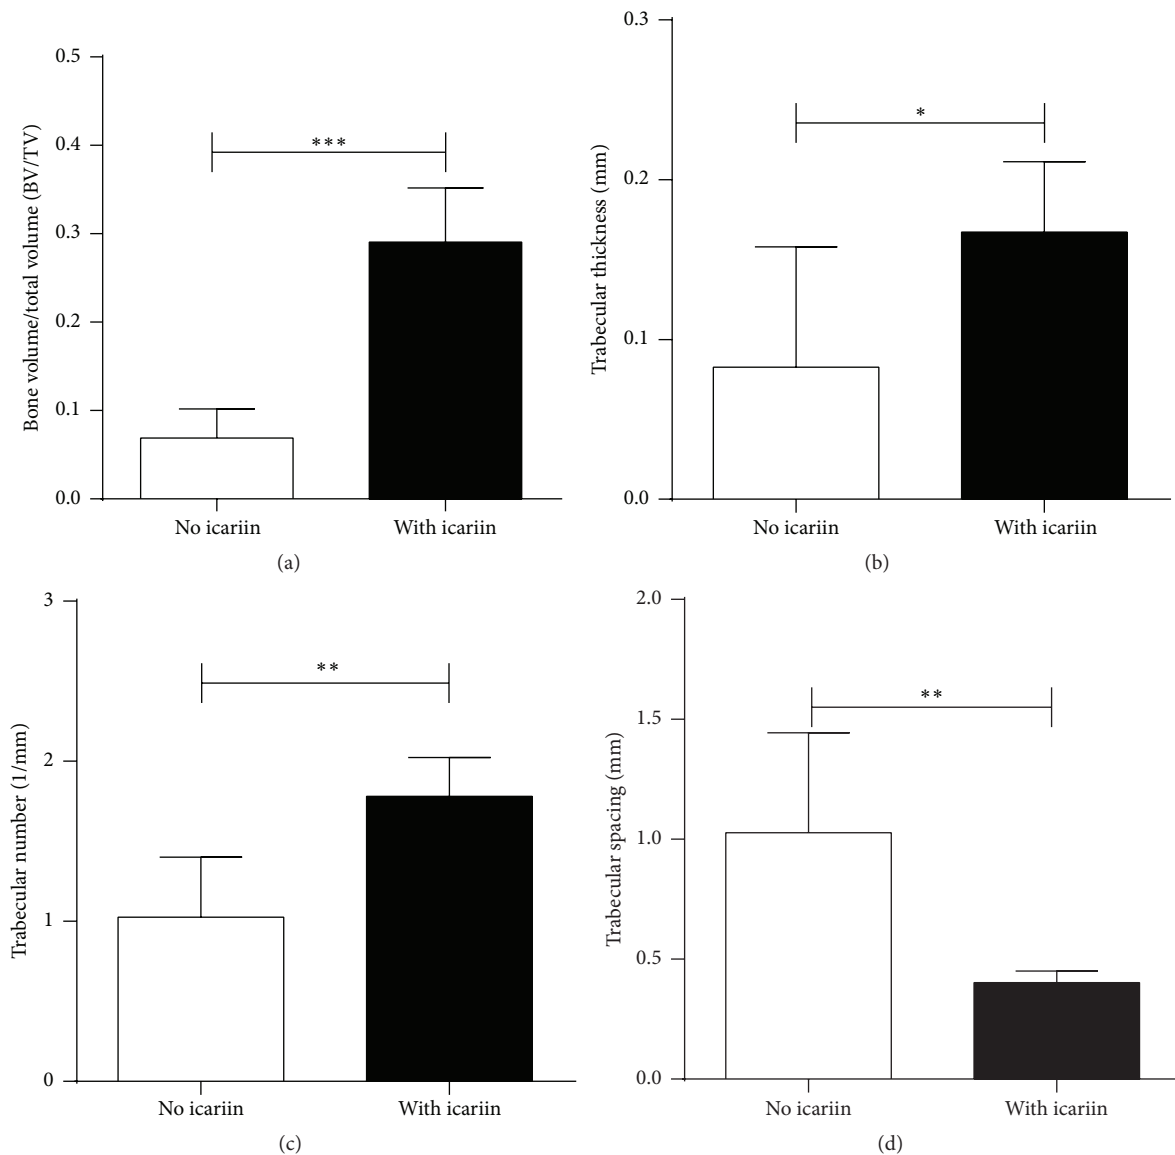 Bone volume/total volume (BV/TV)
0.5
0.4
0.3
0.2
0.1
0.0
***
No icariin
With icariin
(a)
Trabecular thickness (mm)
0.3
0.2
0.1
0.0
*
No icariin
With icariin
(b)
Trabecular number (1/mm)
3
2
1
0
**
No icariin
With icariin
(c)
Trabecular spacing (mm)
2.0
1.5
1.0
0.5
0.0
**
No icariin
With icariin
(d)